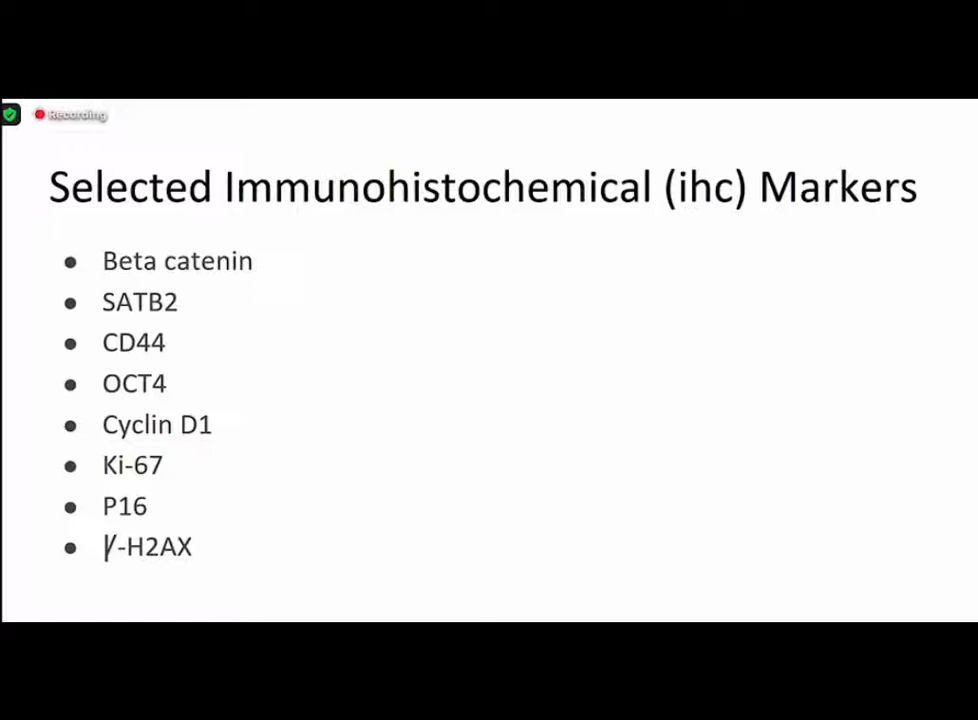 Recording
Selected Immunohistochemical (ihc) Markers
● Beta catenin
● SATB2
● CD44
● OCT4
● Cyclin D1
● Ki-67
● P16
● Ƴ-H2AX